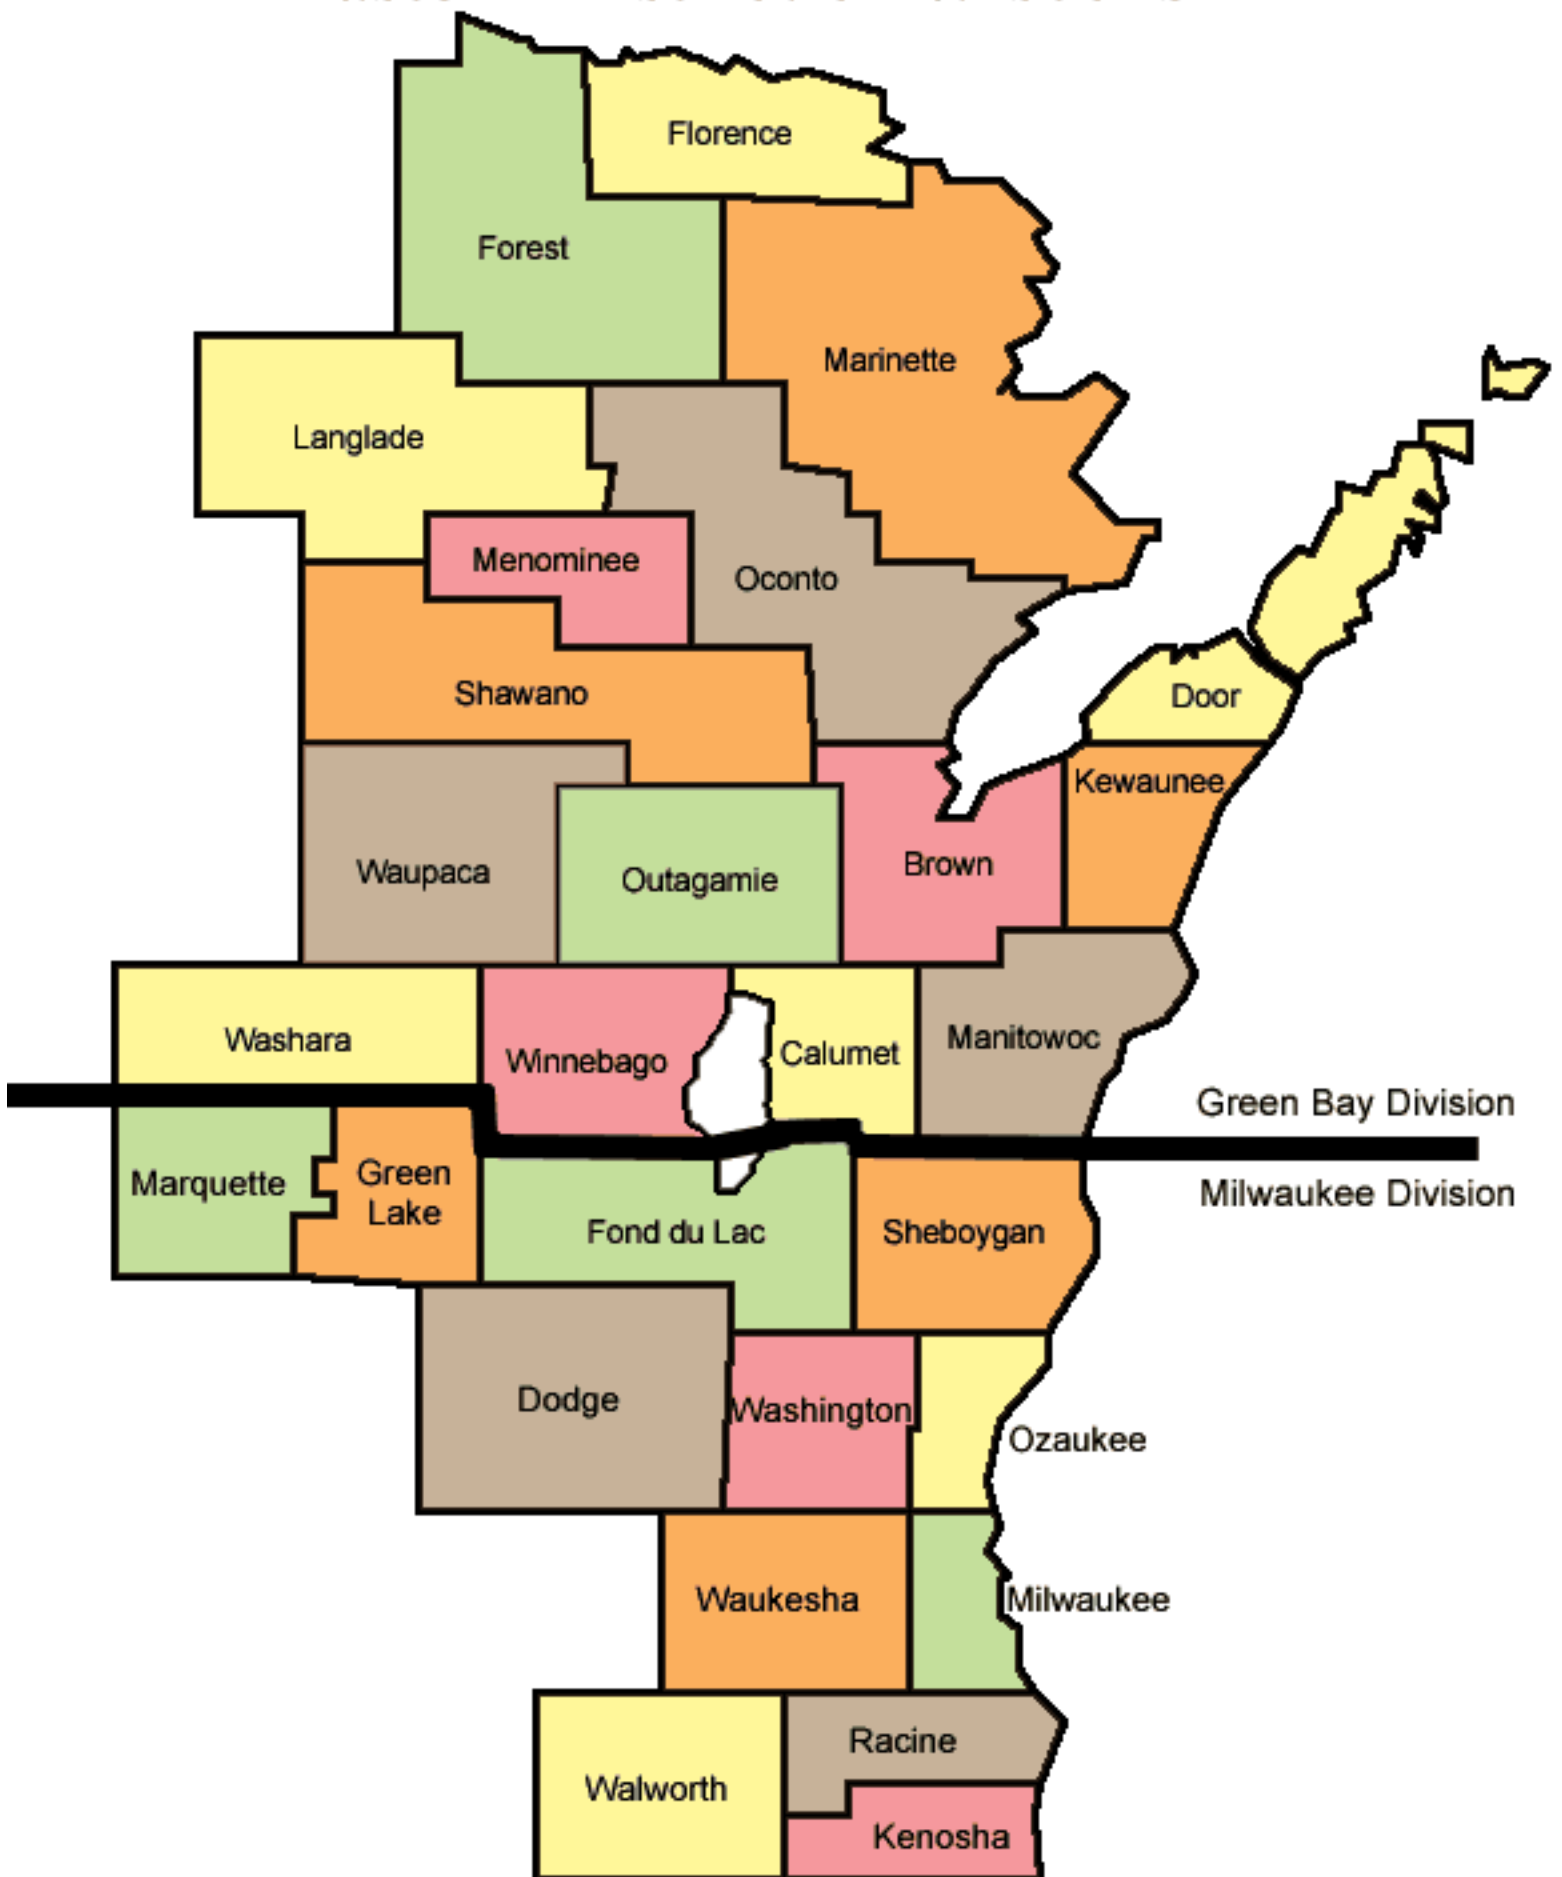 Florence
Forest
Marinette
Langlade
Menominee
Oconto
Shawano
Door
Kewaunee
Brown
Waupaca
Outagamie
Washara
Winnebago
Calumet
Manitowoc
Green Bay Division
Milwaukee Division
Marquette
Green
Lake
Fond du Lac
Sheboygan
Dodge
Washington
Ozaukee
Waukesha
Milwaukee
Racine
Walworth
Kenosha